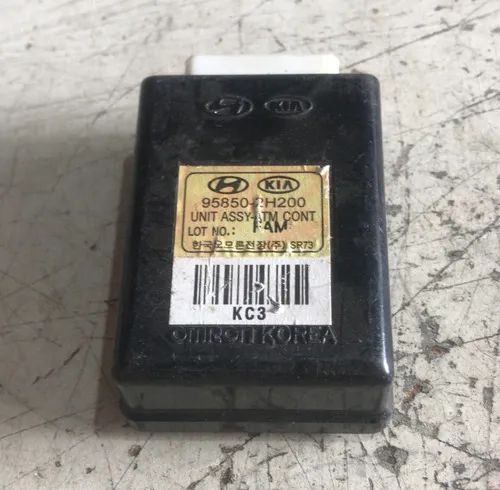 KIA
KIA
95850-2H200
UNIT ASSY-ATM CONT
LOT NO.: FAM
한국오므론전장(주) SR73
KC3
OMRON KOREA